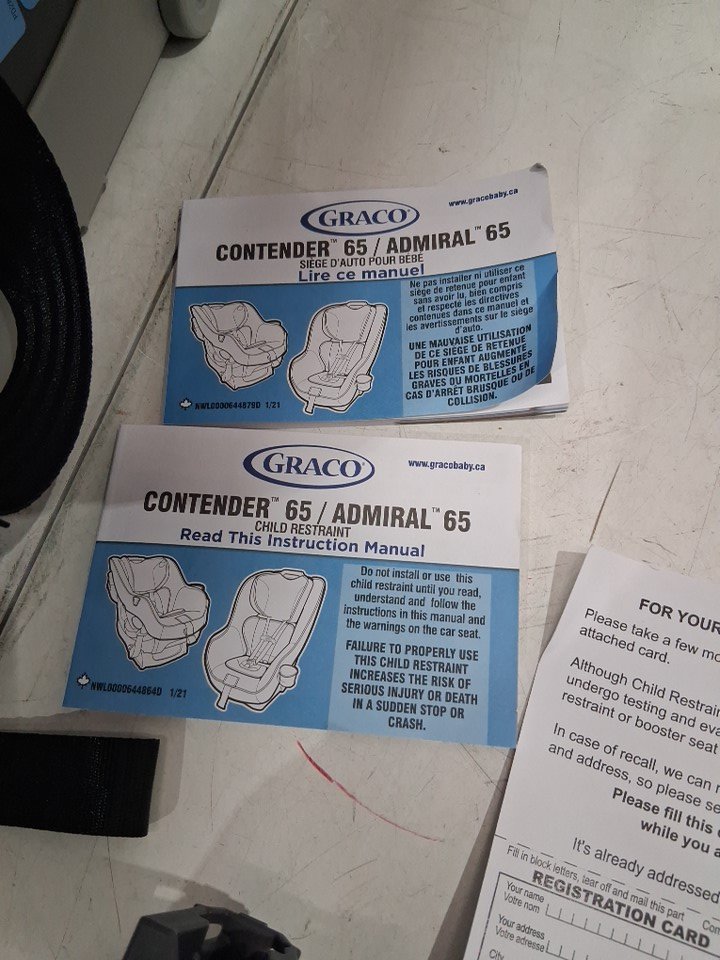 GRACO®
www.gracobaby.ca
CONTENDER™ 65 / ADMIRAL™ 65
SIÈGE D'AUTO POUR BÉBÉ
Lire ce manuel
Ne pas installer ni utiliser ce
siège de retenue pour enfant
sans avoir lu, bien compris
et respecté les directives
contenues dans ce manuel et
les avertissements sur le siège
d'auto.
UNE MAUVAISE UTILISATION
DE CE SIEGE DE RETENUE
POUR ENFANT AUGMENTE
LES RISQUES DE BLESSURES
GRAVES OU MORTELLES EN
CAS D'ARRÊT BRUSQUE OU DE
COLLISION.
NWL0000644879D 1/21
GRACO®
www.gracobaby.ca
CONTENDER™ 65 / ADMIRAL™ 65
CHILD RESTRAINT
Read This Instruction Manual
Do not install or use this
child restraint until you read,
understand and follow the
instructions in this manual and
the warnings on the car seat.
FAILURE TO PROPERLY USE
THIS CHILD RESTRAINT
INCREASES THE RISK OF
SERIOUS INJURY OR DEATH
IN A SUDDEN STOP OR
CRASH.
NWL0000644864D 1/21
FOR YOUR
Please take a few mo
attached card.
Although Child Restrain
undergo testing and eva
restraint or booster seat
In case of recall, we can r
and address, so please se
Please fill this
while you a
It's already addressed
Fill in block letters, tear off and mail this part
Com
REGISTRATION CARD
Your name
Votre nom
Your address
Votre adresse
City